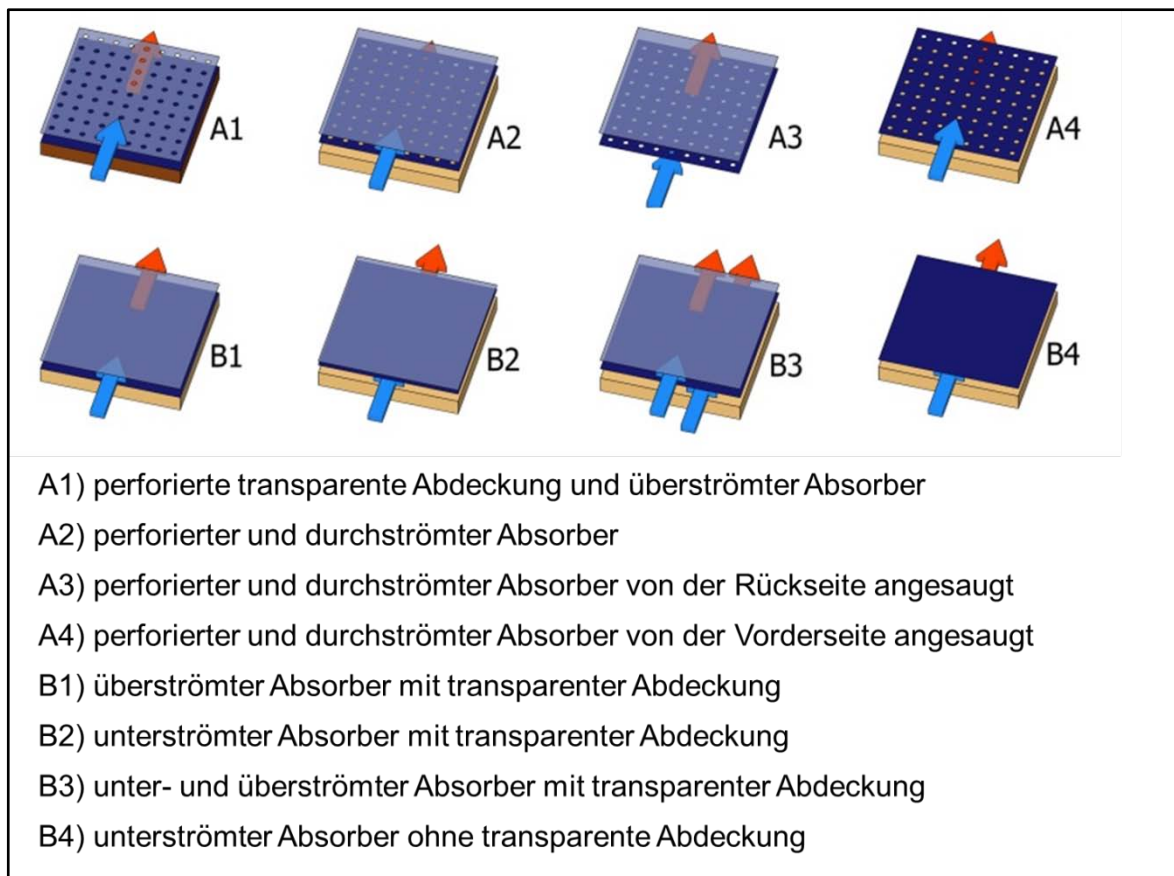 A1
A2
A3
A4
B1
B2
B3
B4
A1) perforierte transparente Abdeckung und überströmter Absorber
A2) perforierter und durchströmter Absorber
A3) perforierter und durchströmter Absorber von der Rückseite angesaugt
A4) perforierter und durchströmter Absorber von der Vorderseite angesaugt
B1) überströmter Absorber mit transparenter Abdeckung
B2) unterströmter Absorber mit transparenter Abdeckung
B3) unter- und überströmter Absorber mit transparenter Abdeckung
B4) unterströmter Absorber ohne transparente Abdeckung